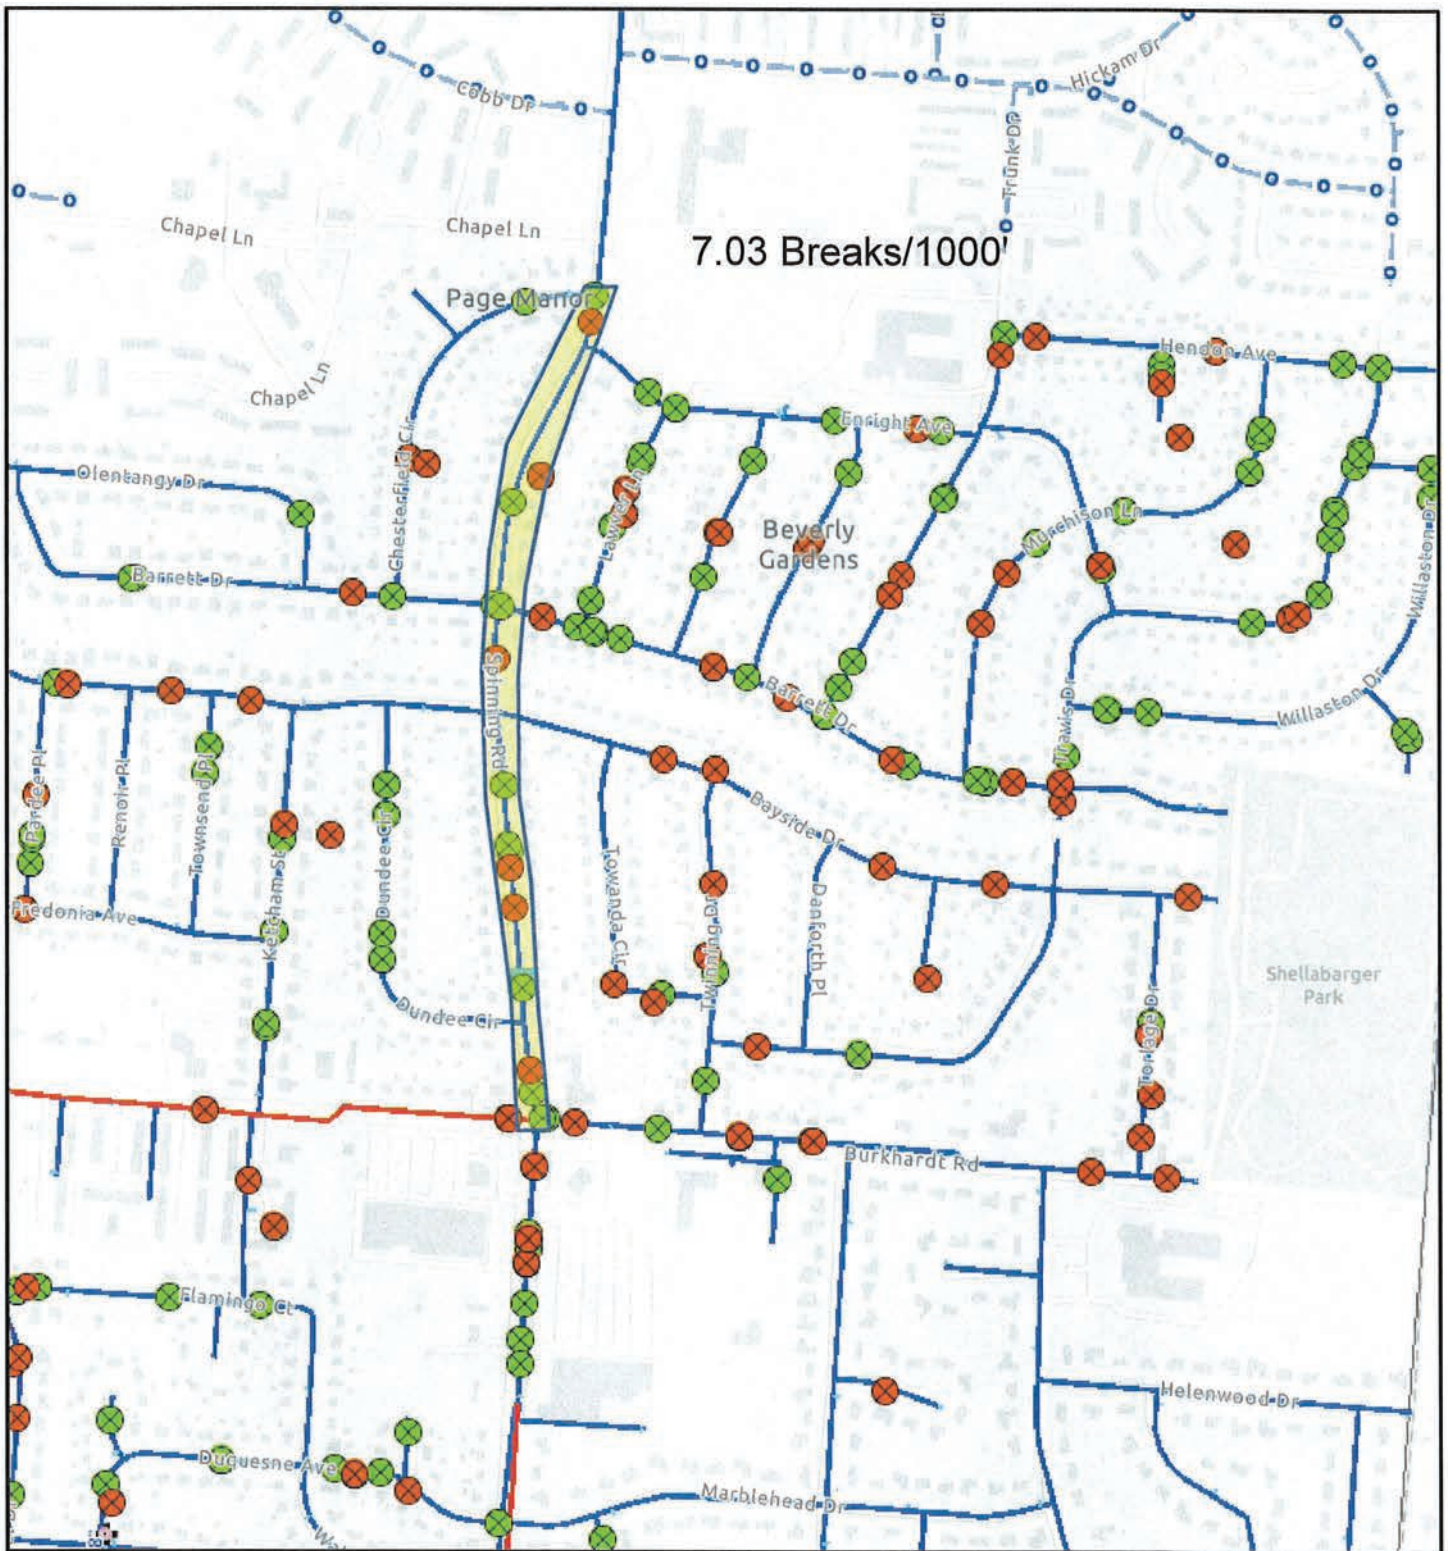 Cobb Dr
Hickam Dr
Trunk Dr
Chapel Ln
Chapel Ln
7.03 Breaks/1000'
Page Manor
Hendon Ave
Chapel Ln
Enright Ave
Olentangy Dr
Chesterfield Cir
Lawver Ln
Beverly
Gardens
Murchison Ln
Willaston Dr
Barrett Dr
Spinning Rd
Barrett Dr
Travis Dr
Willaston Dr
Pardee Pl
Renoir Pl
Townsend Pl
Ketcham St
Dundee Cir
Bayside Dr
Towanda Cir
Twinning Dr
Danforth Pl
Fredonia Ave
Shellabarger
Park
Dundee Cir
Torlage Dr
Burkhardt Rd
Flamingo Ct
Helenwood Dr
Duquesne Ave
Marblehead Dr